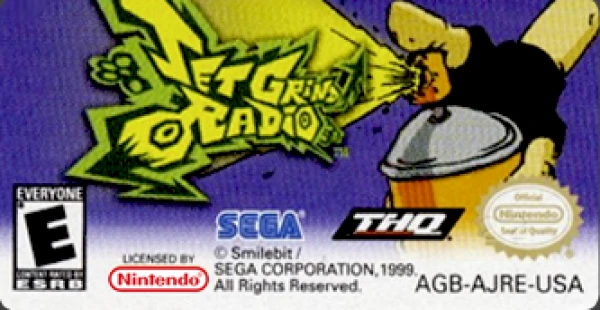 JET GRIND
RADIO
TM
EVERYONE
E
CONTENT RATED BY
ESRB
SEGA
THQ
Official
Nintendo
Seal of Quality
LICENSED BY
Nintendo
© Smilebit /
SEGA CORPORATION, 1999.
All Rights Reserved.
AGB-AJRE-USA